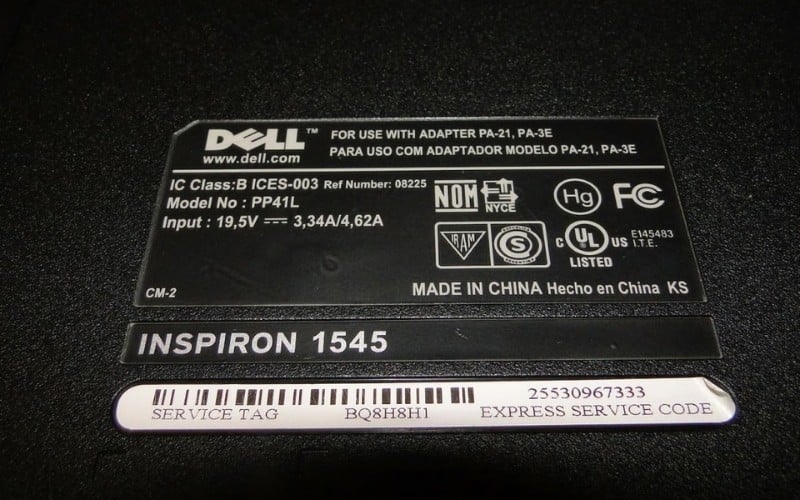 DELL™ FOR USE WITH ADAPTER PA-21, PA-3E
www.dell.com PARA USO COM ADAPTADOR MODELO PA-21, PA-3E
IC Class:B ICES-003 Ref Number: 08225
Model No : PP41L
Input : 19,5V 3,34A/4,62A
NOM NYCE Hg FC
IRAM S C UL US E145483
I.T.E.
LISTED
CM-2 MADE IN CHINA Hecho en China KS
INSPIRON 1545
25530967333
SERVICE TAG BQ8H8H1 EXPRESS SERVICE CODE